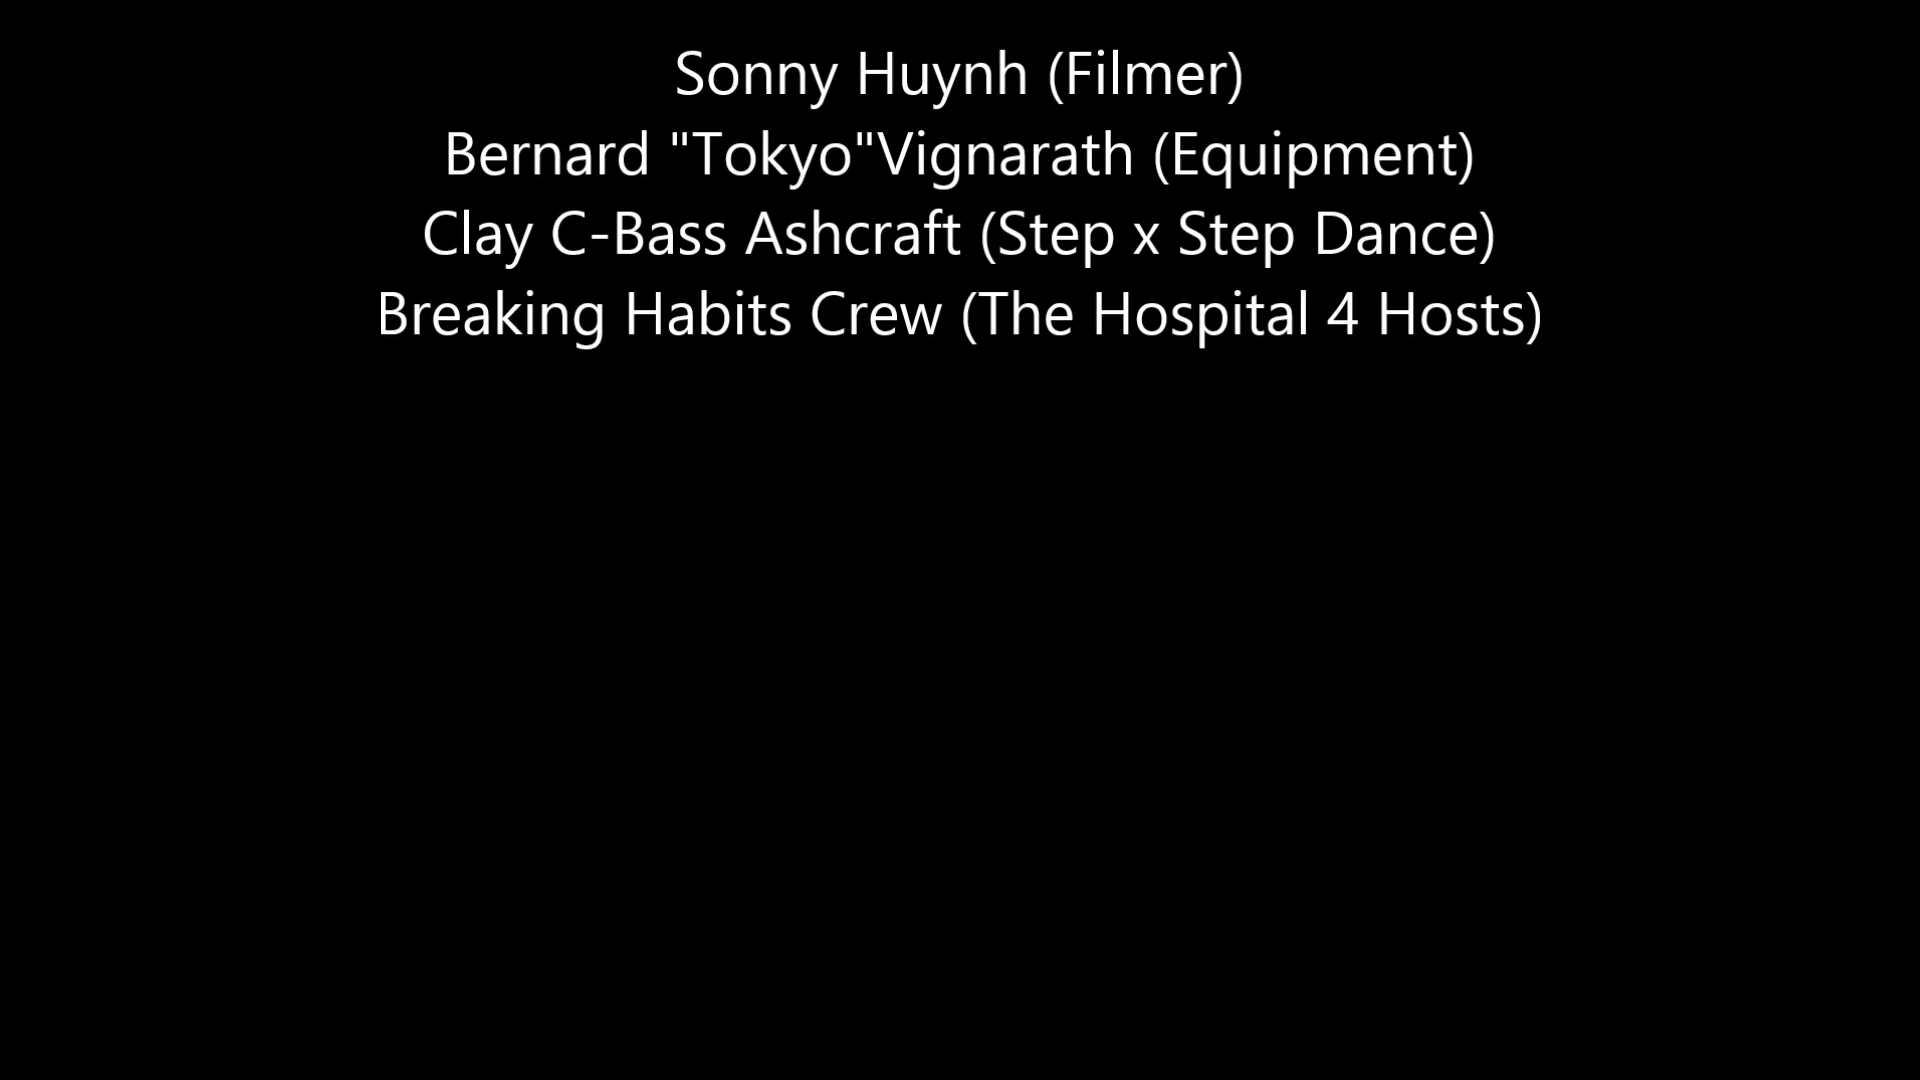 Sonny Huynh (Filmer)
Bernard "Tokyo"Vignarath (Equipment)
Clay C-Bass Ashcraft (Step x Step Dance)
Breaking Habits Crew (The Hospital 4 Hosts)